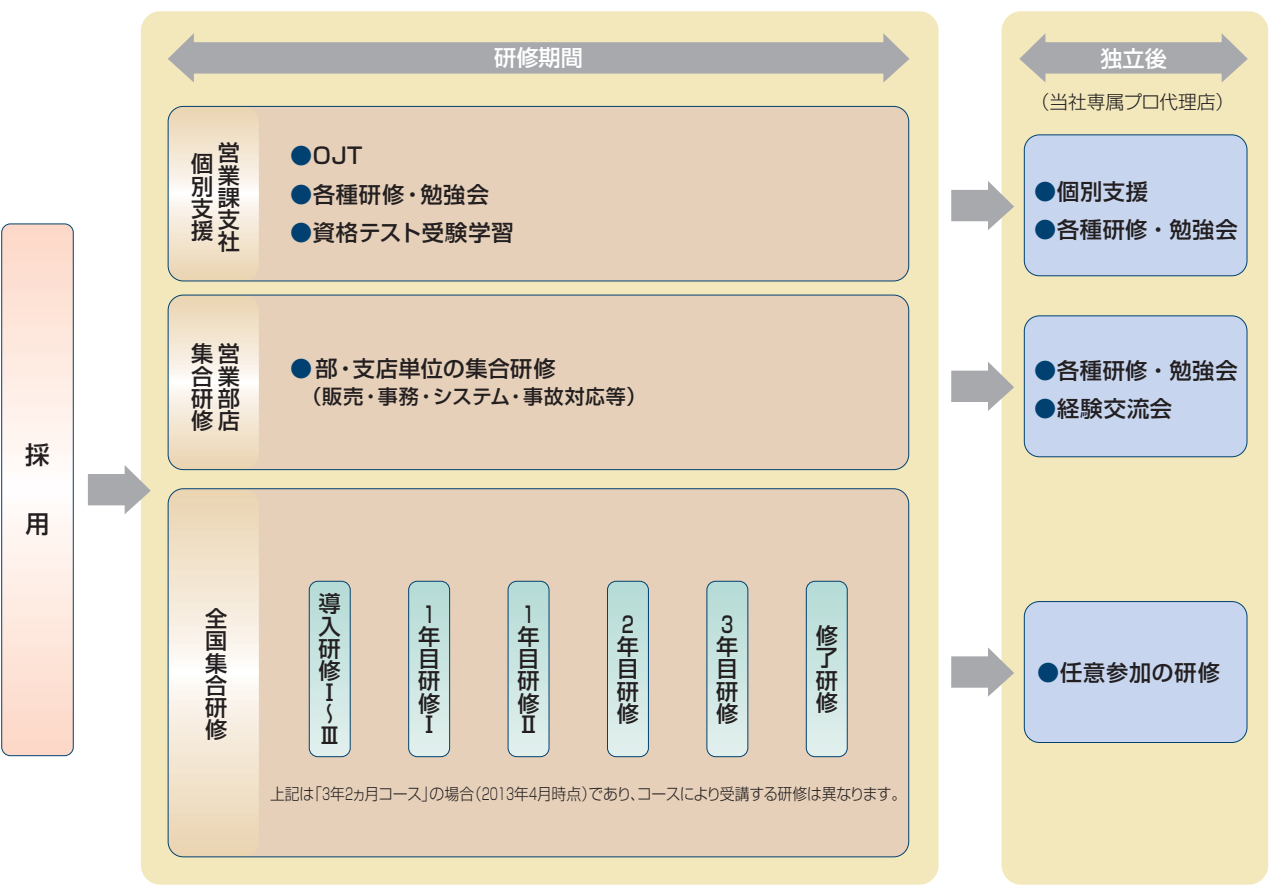 採用
研修期間
営業課支社
個別支援
●OJT
●各種研修・勉強会
●資格テスト受験学習
営業部店
集合研修
●部・支店単位の集合研修
（販売・事務・システム・事故対応等）
全国集合研修
導入研修Ⅰ～Ⅲ
1年目研修Ⅰ
1年目研修Ⅱ
2年目研修
3年目研修
修了研修
上記は「3年2ヵ月コース」の場合（2013年4月時点）であり、コースにより受講する研修は異なります。
独立後
（当社専属プロ代理店）
●個別支援
●各種研修・勉強会
●各種研修・勉強会
●経験交流会
●任意参加の研修